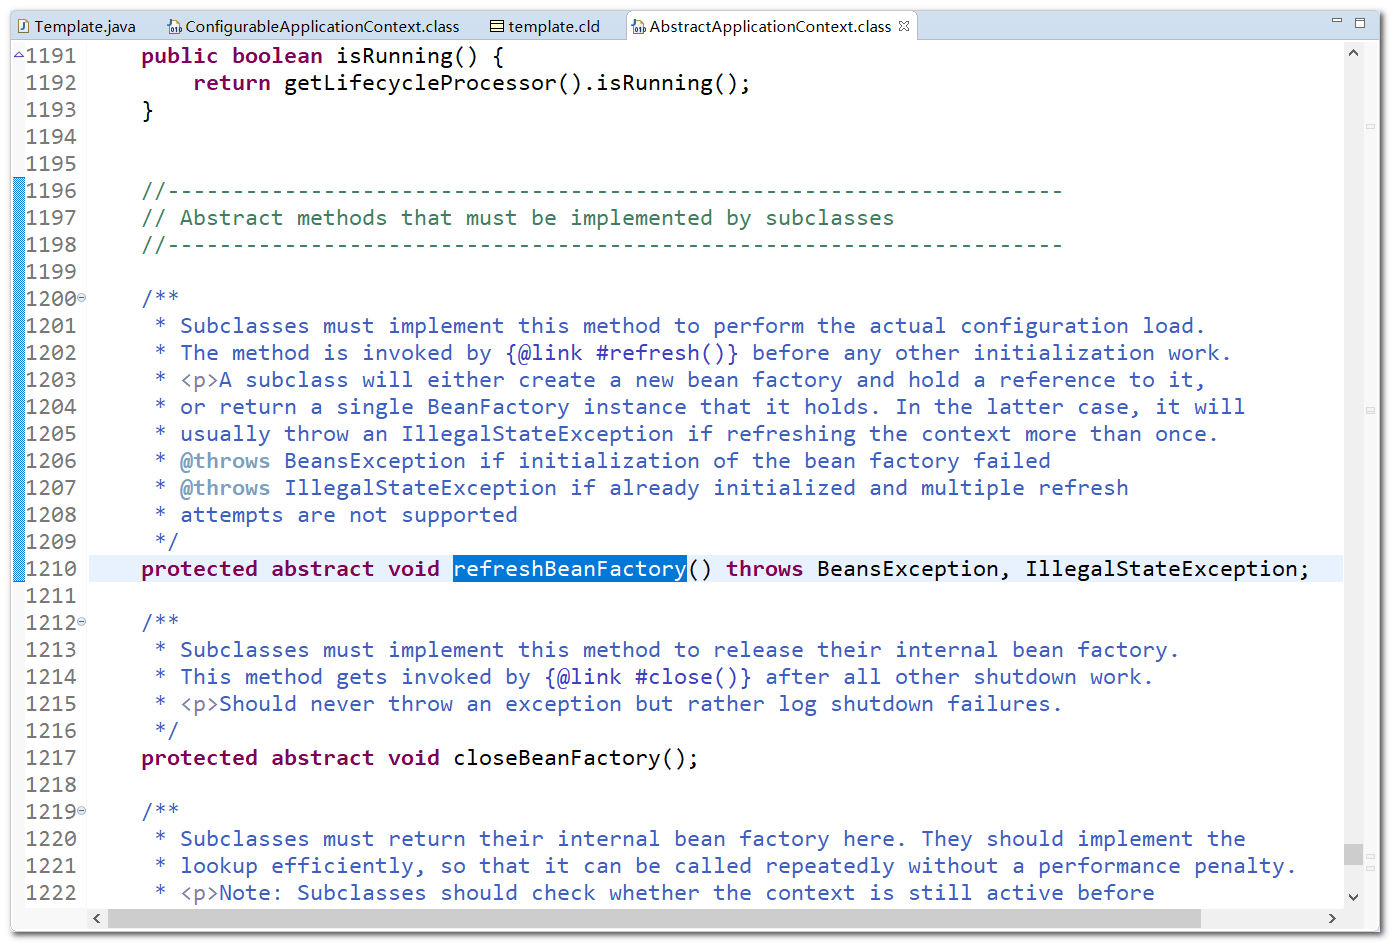 Template.java ConfigurableApplicationContext.class template.cld AbstractApplicationContext.class
1191 public boolean isRunning() {
1192 return getLifecycleProcessor().isRunning();
1193 }
1194
1195
1196 //---------------------------------------------------------------------
1197 // Abstract methods that must be implemented by subclasses
1198 //---------------------------------------------------------------------
1199
1200 /**
1201 * Subclasses must implement this method to perform the actual configuration load.
1202 * The method is invoked by {@link #refresh()} before any other initialization work.
1203 * <p>A subclass will either create a new bean factory and hold a reference to it,
1204 * or return a single BeanFactory instance that it holds. In the latter case, it will
1205 * usually throw an IllegalStateException if refreshing the context more than once.
1206 * @throws BeansException if initialization of the bean factory failed
1207 * @throws IllegalStateException if already initialized and multiple refresh
1208 * attempts are not supported
1209 */
1210 protected abstract void refreshBeanFactory() throws BeansException, IllegalStateException;
1211
1212 /**
1213 * Subclasses must implement this method to release their internal bean factory.
1214 * This method gets invoked by {@link #close()} after all other shutdown work.
1215 * <p>Should never throw an exception but rather log shutdown failures.
1216 */
1217 protected abstract void closeBeanFactory();
1218
1219 /**
1220 * Subclasses must return their internal bean factory here. They should implement the
1221 * lookup efficiently, so that it can be called repeatedly without a performance penalty.
1222 * <p>Note: Subclasses should check whether the context is still active before